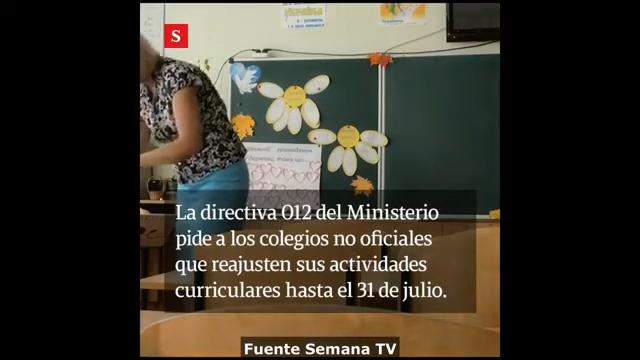 S
La directiva 012 del Ministerio
pide a los colegios no oficiales
que reajusten sus actividades
curriculares hasta el 31 de julio.
Fuente Semana TV